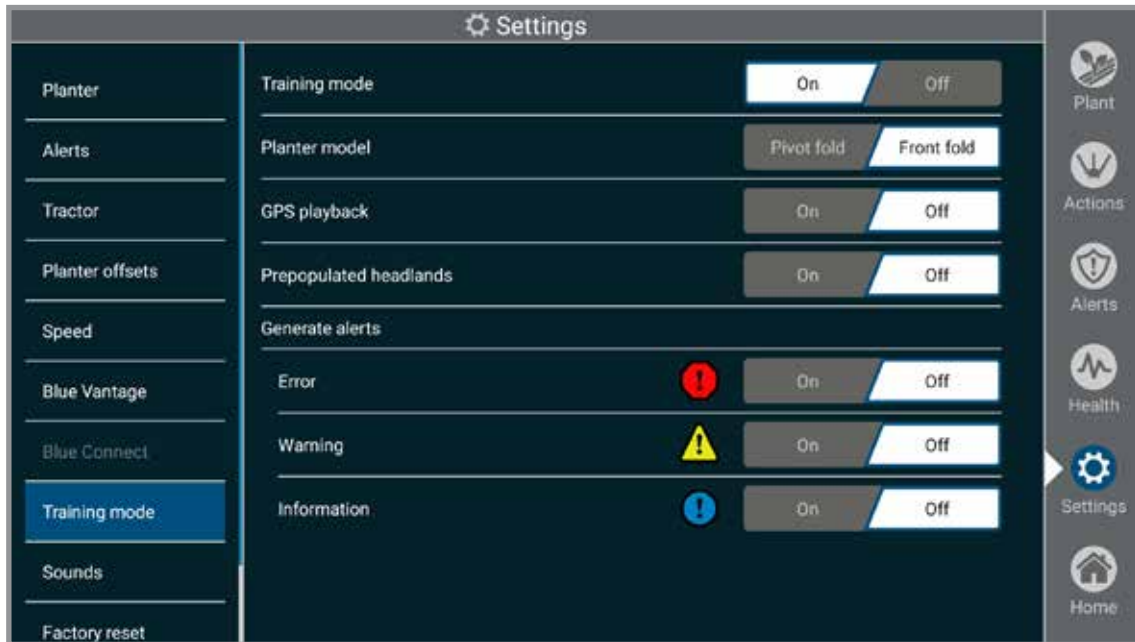 Settings
Planter
Alerts
Tractor
Planter offsets
Speed
Blue Vantage
Blue Connect
Training mode
Sounds
Factory reset
Training mode On Off
Planter model Pivot fold Front fold
GPS playback On Off
Prepopulated headlands On Off
Generate alerts
Error ! On Off
Warning ! On Off
Information ! On Off
Plant
Actions
Alerts
Health
Settings
Home